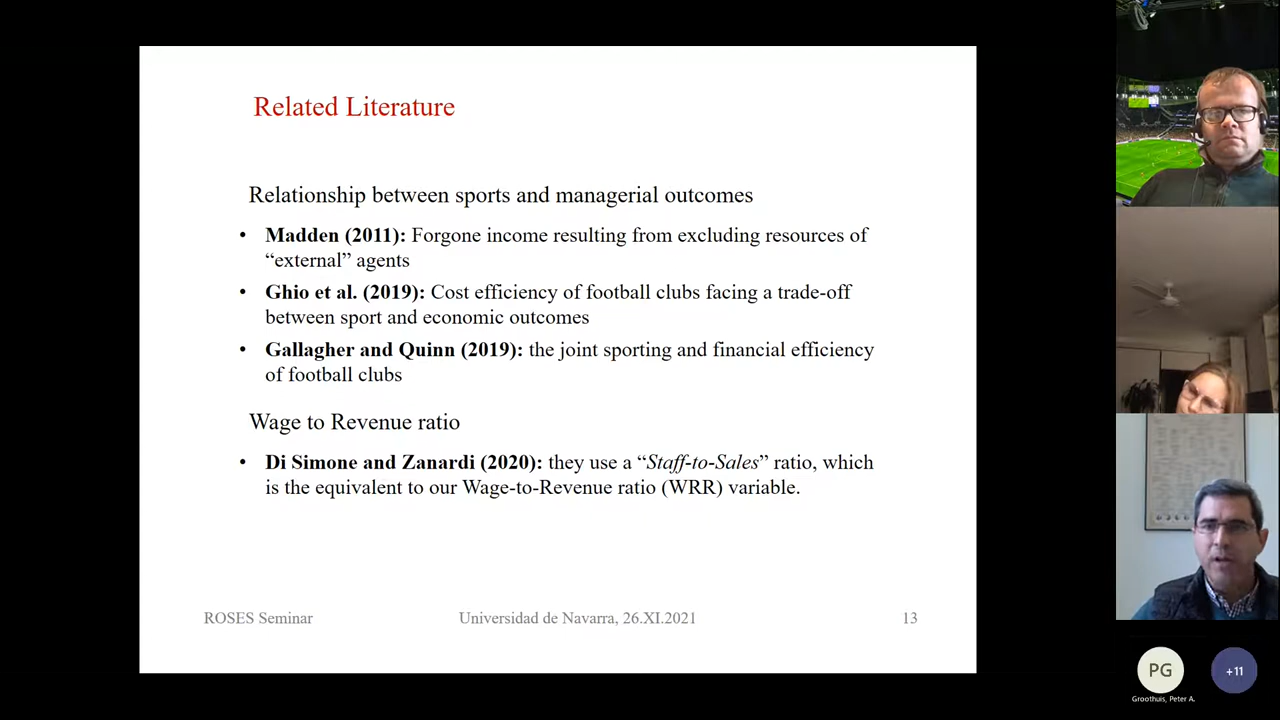 Related Literature
Relationship between sports and managerial outcomes
• Madden (2011): Forgone income resulting from excluding resources of
“external” agents
• Ghio et al. (2019): Cost efficiency of football clubs facing a trade-off
between sport and economic outcomes
• Gallagher and Quinn (2019): the joint sporting and financial efficiency
of football clubs
Wage to Revenue ratio
• Di Simone and Zanardi (2020): they use a “Staff-to-Sales” ratio, which
is the equivalent to our Wage-to-Revenue ratio (WRR) variable.
ROSES Seminar
Universidad de Navarra, 26.XI.2021
13
PG
+11
Groothuis, Peter A.